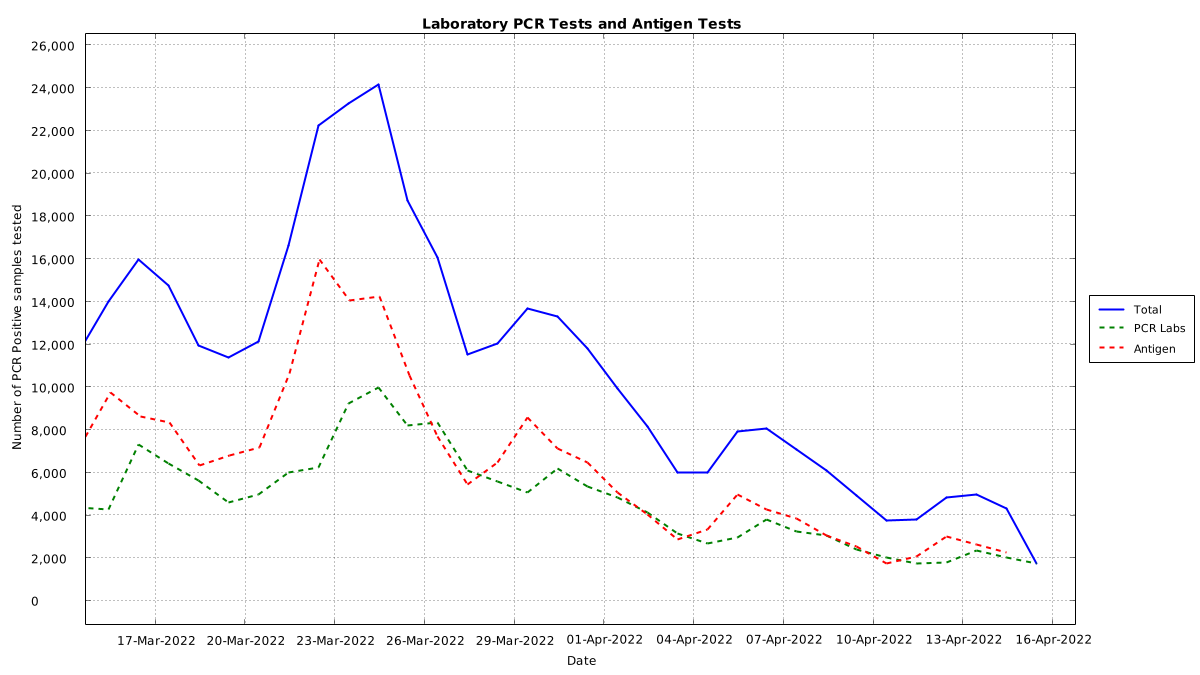 Laboratory PCR Tests and Antigen Tests
Number of PCR Positive samples tested
26,000
24,000
22,000
20,000
18,000
16,000
14,000
12,000
10,000
8,000
6,000
4,000
2,000
0
17-Mar-2022 20-Mar-2022 23-Mar-2022 26-Mar-2022 29-Mar-2022 01-Apr-2022 04-Apr-2022 07-Apr-2022 10-Apr-2022 13-Apr-2022 16-Apr-2022
Date
Total
PCR Labs
Antigen